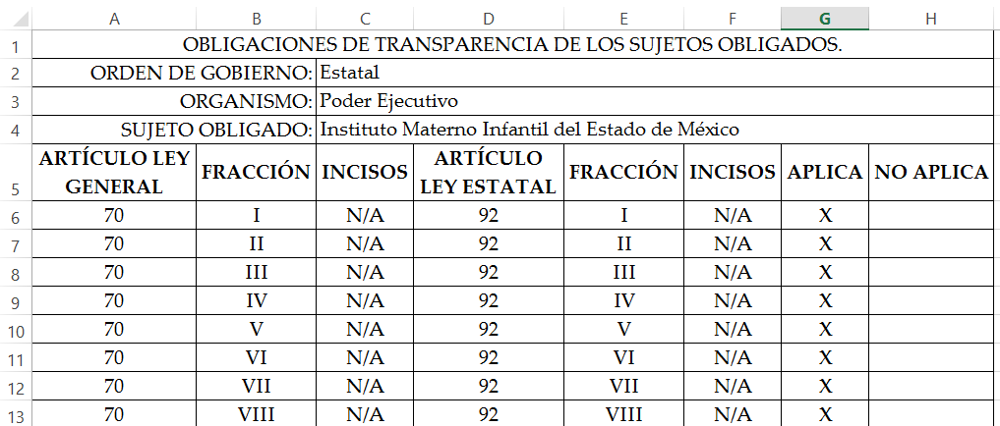 A B C D E F G H
1 OBLIGACIONES DE TRANSPARENCIA DE LOS SUJETOS OBLIGADOS.
2 ORDEN DE GOBIERNO: Estatal
3 ORGANISMO: Poder Ejecutivo
4 SUJETO OBLIGADO: Instituto Materno Infantil del Estado de México
5 ARTÍCULO LEY GENERAL FRACCIÓN INCISOS ARTÍCULO LEY ESTATAL FRACCIÓN INCISOS APLICA NO APLICA
6 70 I N/A 92 I N/A X
7 70 II N/A 92 II N/A X
8 70 III N/A 92 III N/A X
9 70 IV N/A 92 IV N/A X
10 70 V N/A 92 V N/A X
11 70 VI N/A 92 VI N/A X
12 70 VII N/A 92 VII N/A X
13 70 VIII N/A 92 VIII N/A X